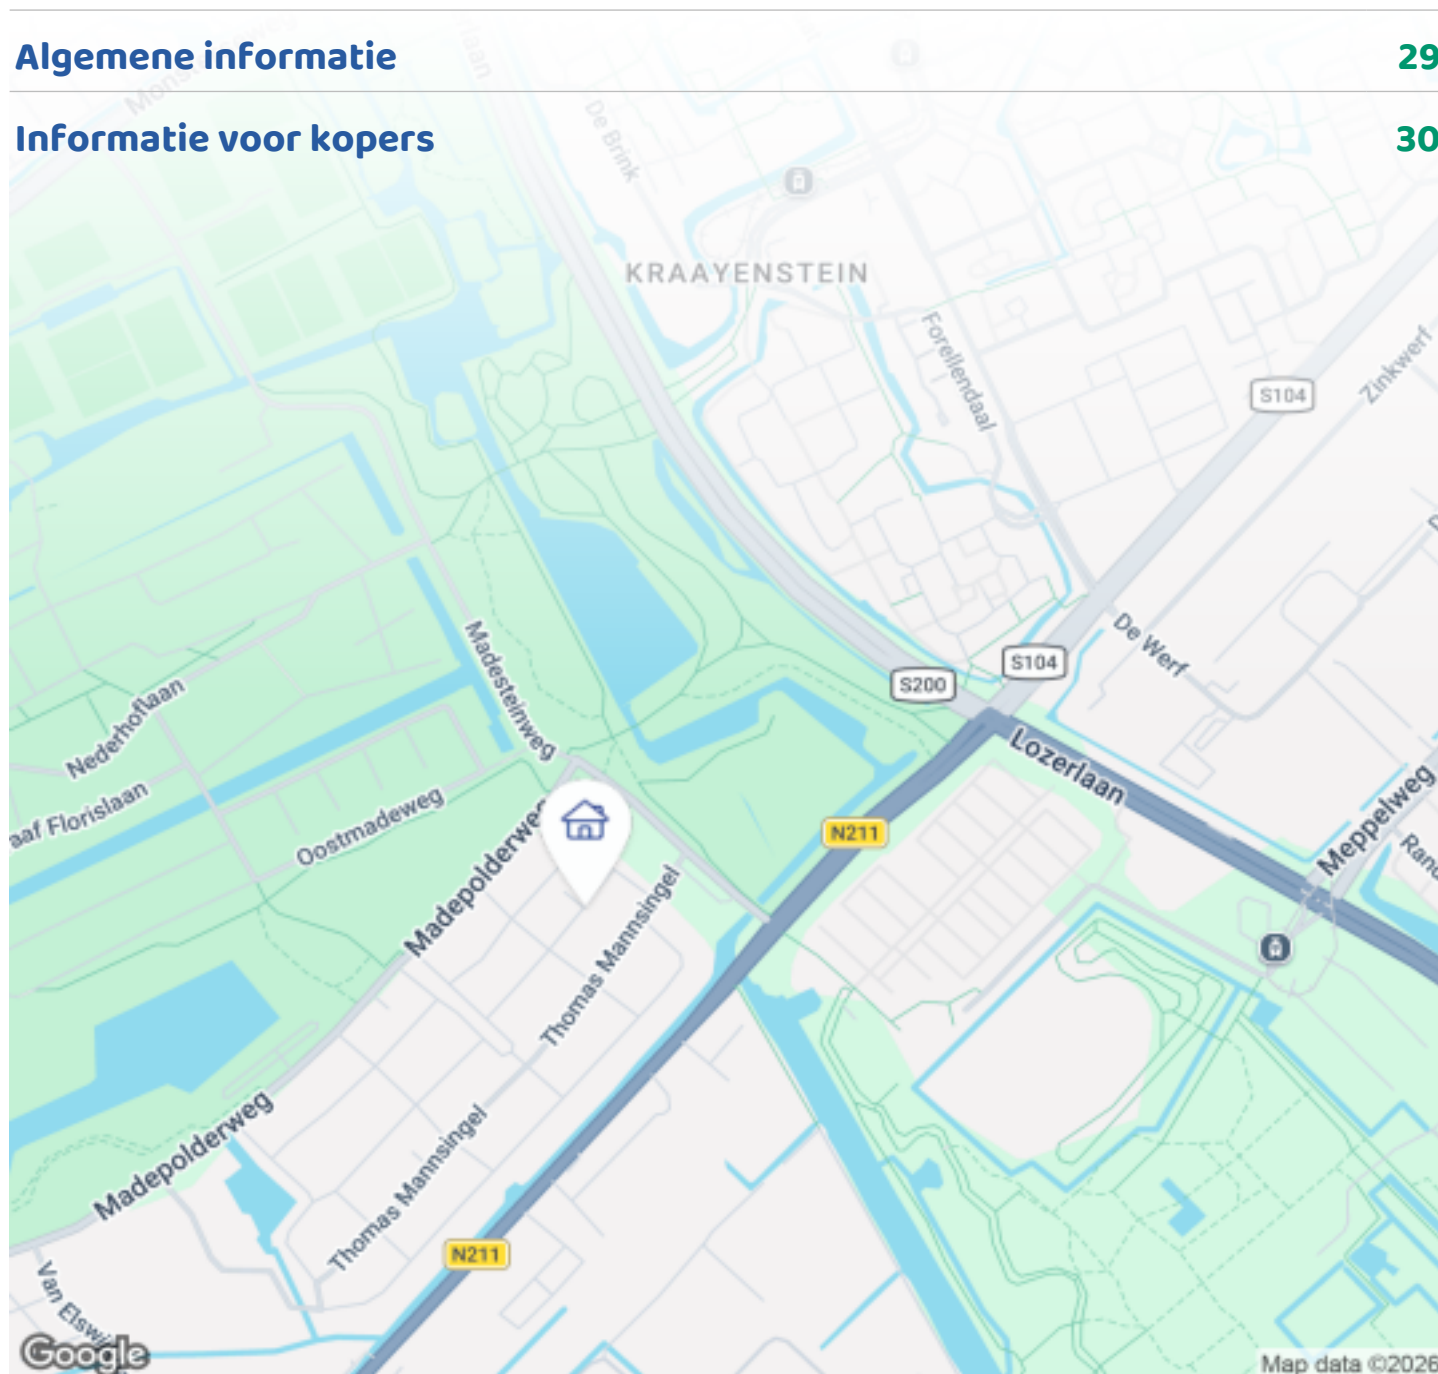 Algemene informatie 29
Informatie voor kopers 30
De Brink
KRAAYENSTEIN
Forellendaal
S104
Zinkwerf
De Werf
S104
S200
Madesteinweg
Nederhoflaan
Lozerlaan
aaf Florislaan
Oostmadeweg
Madepolderweg
N211
Meppelweg
Thomas Mannsingel
Madepolderweg
Thomas Mannsingel
N211
Google
Map data ©2026